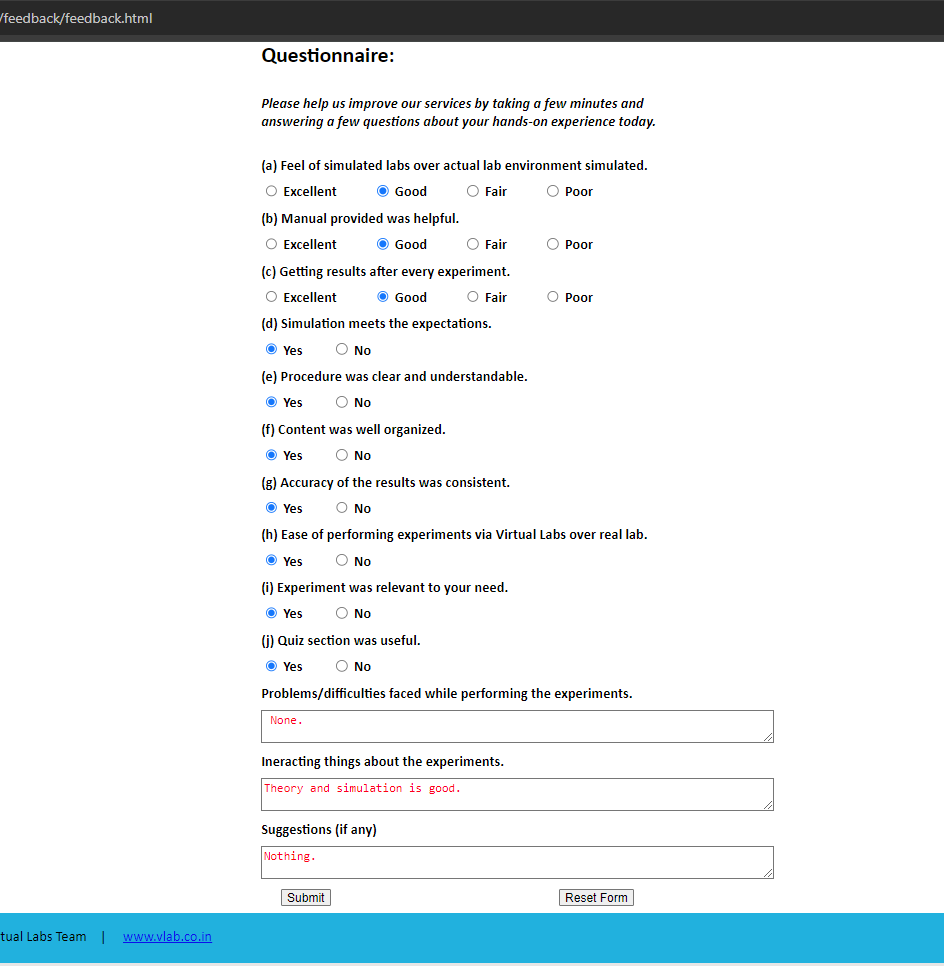 /feedback/feedback.html
Questionnaire:
Please help us improve our services by taking a few minutes and
answering a few questions about your hands-on experience today.
(a) Feel of simulated labs over actual lab environment simulated.
Excellent Good Fair Poor
(b) Manual provided was helpful.
Excellent Good Fair Poor
(c) Getting results after every experiment.
Excellent Good Fair Poor
(d) Simulation meets the expectations.
Yes No
(e) Procedure was clear and understandable.
Yes No
(f) Content was well organized.
Yes No
(g) Accuracy of the results was consistent.
Yes No
(h) Ease of performing experiments via Virtual Labs over real lab.
Yes No
(i) Experiment was relevant to your need.
Yes No
(j) Quiz section was useful.
Yes No
Problems/difficulties faced while performing the experiments.
None.
Ineracting things about the experiments.
Theory and simulation is good.
Suggestions (if any)
Nothing.
Submit Reset Form
tual Labs Team | www.vlab.co.in